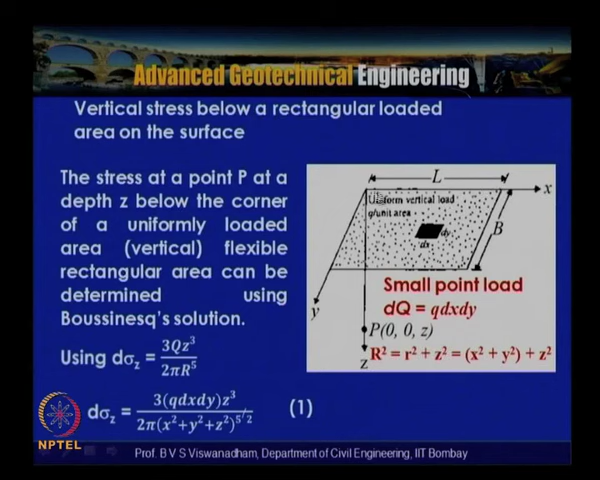 Advanced Geotechnical Engineering
Vertical stress below a rectangular loaded
area on the surface
The stress at a point P at a
depth z below the corner
of a uniformly loaded
area (vertical) flexible
rectangular area can be
determined using
Boussinesq's solution.
Using dσz = 3Qz³/2πR⁵
dσz = 3(qdxdy)z³/2π(x²+y²+z²)^5/2 (1)
L
x
Uniform vertical load
q/unit area
dy
dx
B
Small point load
dQ = qdxdy
y
P(0, 0, z)
z
R² = r² + z² = (x² + y²) + z²
NPTEL
Prof. B V S Viswanadham, Department of Civil Engineering, IIT Bombay